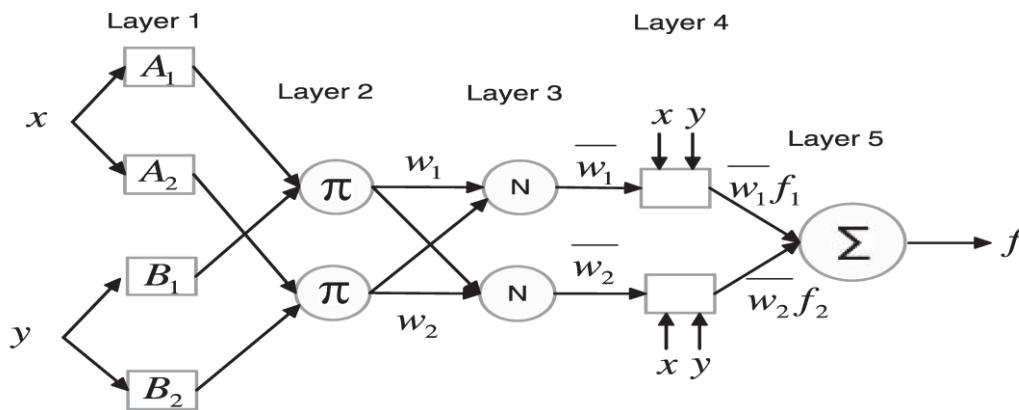 Layer 1
Layer 2
Layer 3
Layer 4
Layer 5
x
y
A₁
A₂
B₁
B₂
π
π
w₁
w₂
N
N
w̅₁
w̅₂
x y
x y
w̅₁f₁
w̅₂f₂
Σ
f